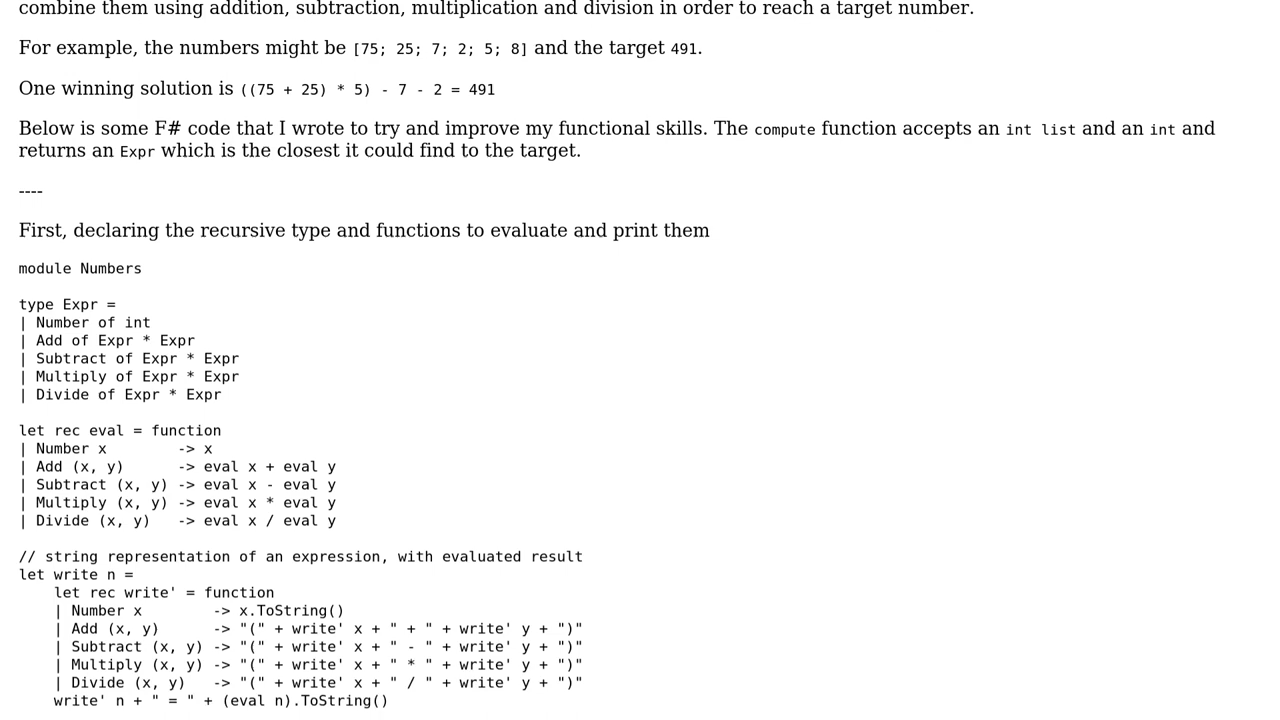 combine them using addition, subtraction, multiplication and division in order to reach a target number.
For example, the numbers might be [75; 25; 7; 2; 5; 8] and the target 491.
One winning solution is ((75 + 25) * 5) - 7 - 2 = 491
Below is some F# code that I wrote to try and improve my functional skills. The compute function accepts an int list and an int and
returns an Expr which is the closest it could find to the target.
----
First, declaring the recursive type and functions to evaluate and print them
module Numbers
type Expr =
| Number of int
| Add of Expr * Expr
| Subtract of Expr * Expr
| Multiply of Expr * Expr
| Divide of Expr * Expr
let rec eval = function
| Number x        -> x
| Add (x, y)      -> eval x + eval y
| Subtract (x, y) -> eval x - eval y
| Multiply (x, y) -> eval x * eval y
| Divide (x, y)   -> eval x / eval y
// string representation of an expression, with evaluated result
let write n =
    let rec write' = function
    | Number x        -> x.ToString()
    | Add (x, y)      -> "(" + write' x + " + " + write' y + ")"
    | Subtract (x, y) -> "(" + write' x + " - " + write' y + ")"
    | Multiply (x, y) -> "(" + write' x + " * " + write' y + ")"
    | Divide (x, y)   -> "(" + write' x + " / " + write' y + ")"
    write' n + " = " + (eval n).ToString()